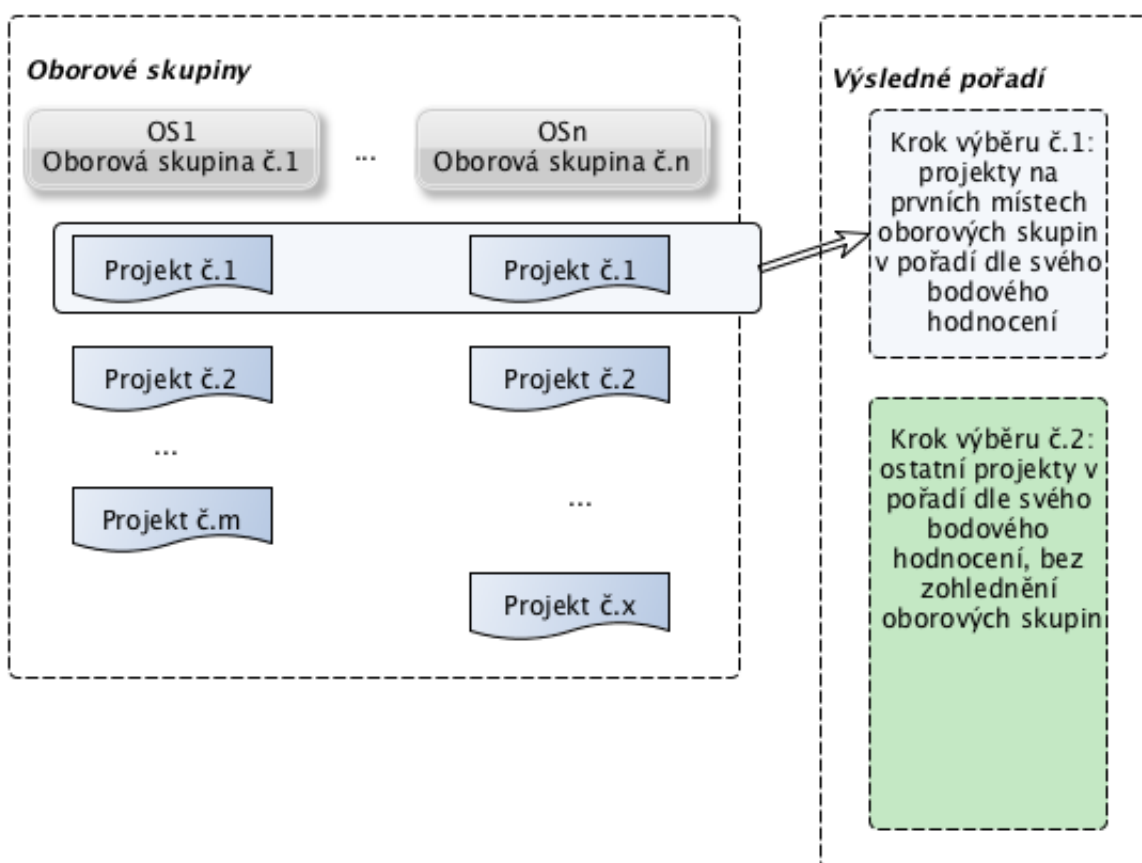 Oborové skupiny
OS1
Oborová skupina č.1
...
OSn
Oborová skupina č.n
Projekt č.1
Projekt č.1
Projekt č.2
Projekt č.2
...
...
Projekt č.m
Projekt č.x
Výsledné pořadí
Krok výběru č.1:
projekty na
prvních místech
oborových skupin
v pořadí dle svého
bodového
hodnocení
Krok výběru č.2:
ostatní projekty v
pořadí dle svého
bodového
hodnocení, bez
zohlednění
oborových skupin